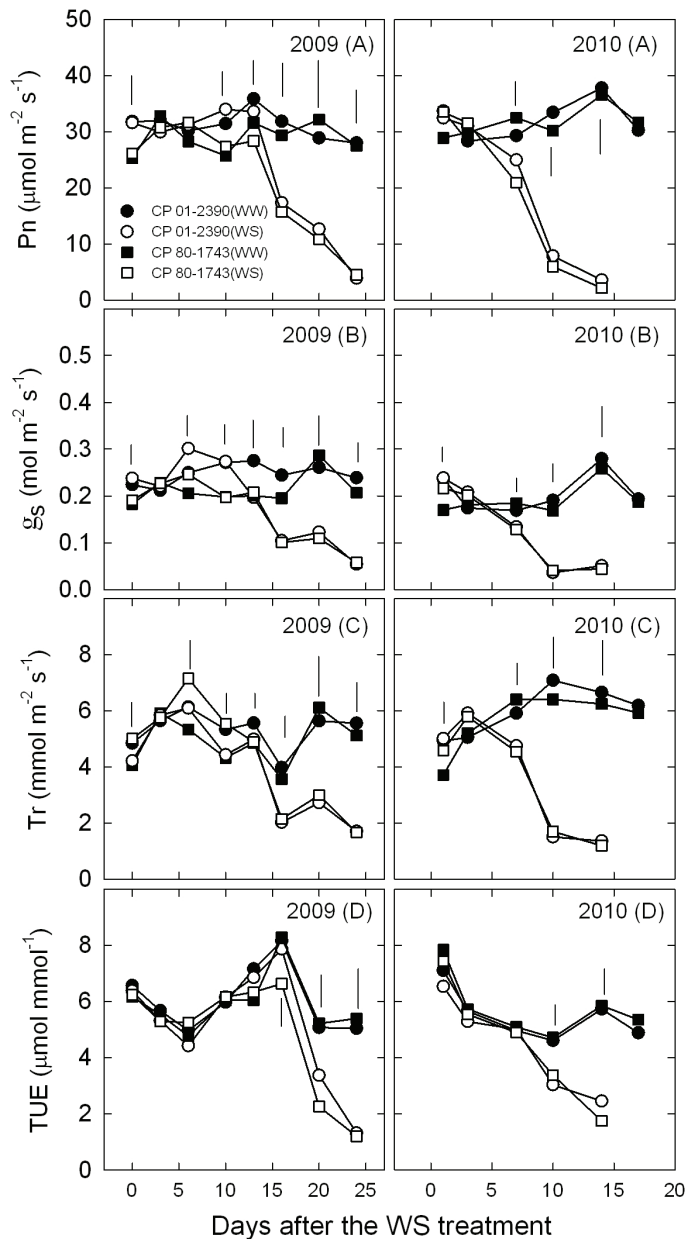 2009 (A)
2010 (A)
50
40
30
20
10
0
Pn (µmol m-2 s-1)
CP 01-2390(WW)
CP 01-2390(WS)
CP 80-1743(WW)
CP 80-1743(WS)
2009 (B)
2010 (B)
0.5
0.4
0.3
0.2
0.1
0.0
gs (mol m-2 s-1)
2009 (C)
2010 (C)
8
6
4
2
0
Tr (mmol m-2 s-1)
2009 (D)
2010 (D)
8
6
4
2
0
TUE (µmol mmol-1)
0 5 10 15 20 25 0 5 10 15 20
Days after the WS treatment